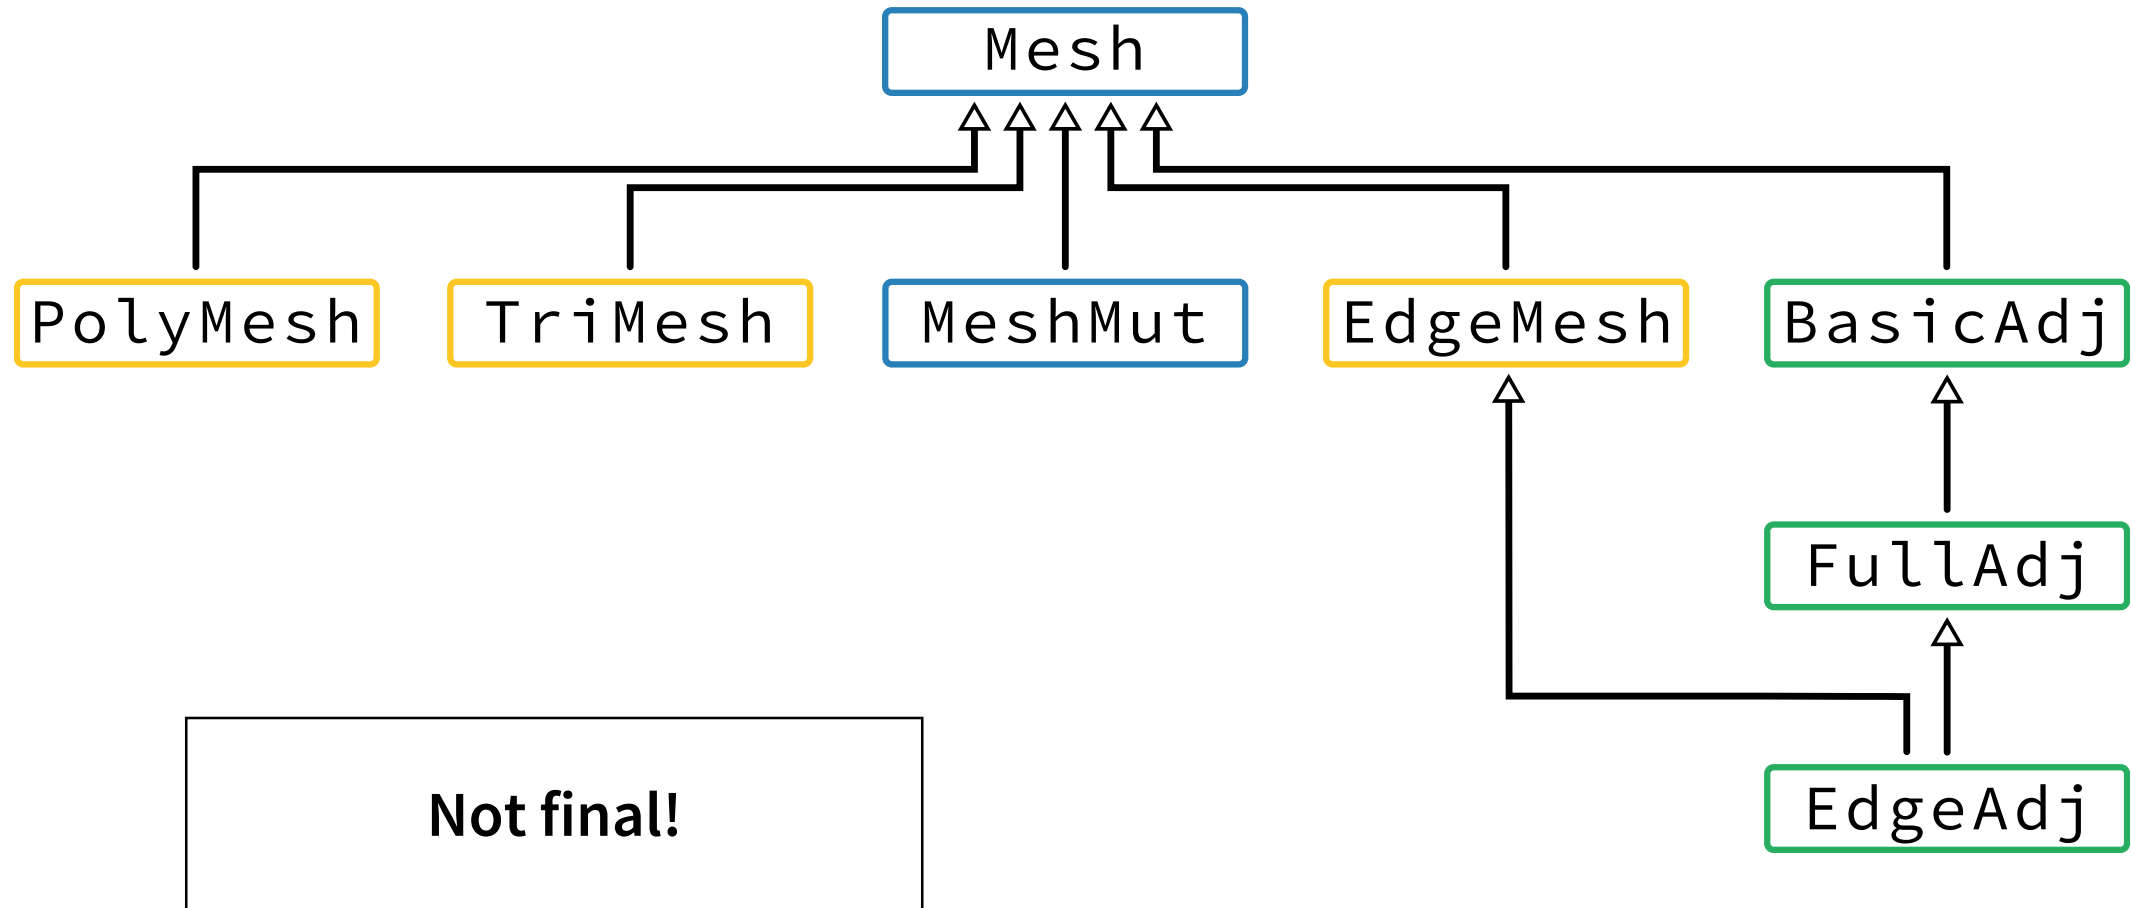 Mesh
PolyMesh TriMesh MeshMut EdgeMesh BasicAdj
FullAdj
EdgeAdj
Not final!